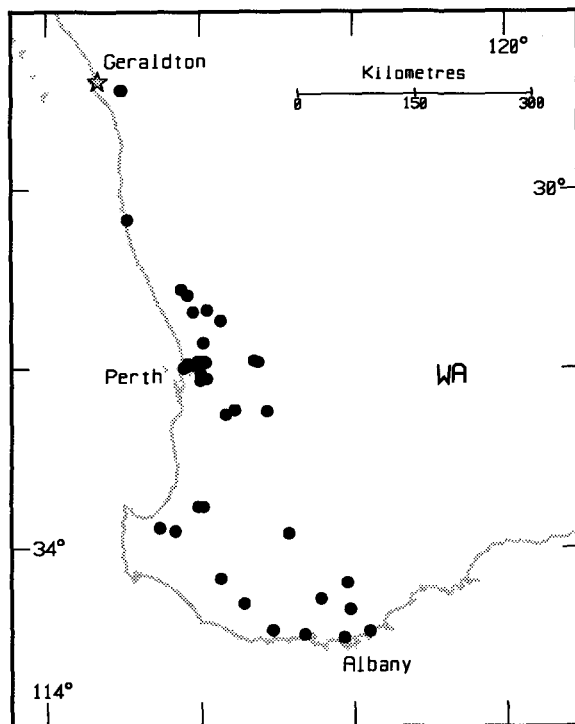 120°
Geraldton
Kilometres
0 150 300
30°
Perth
WA
34°
114°
Albany